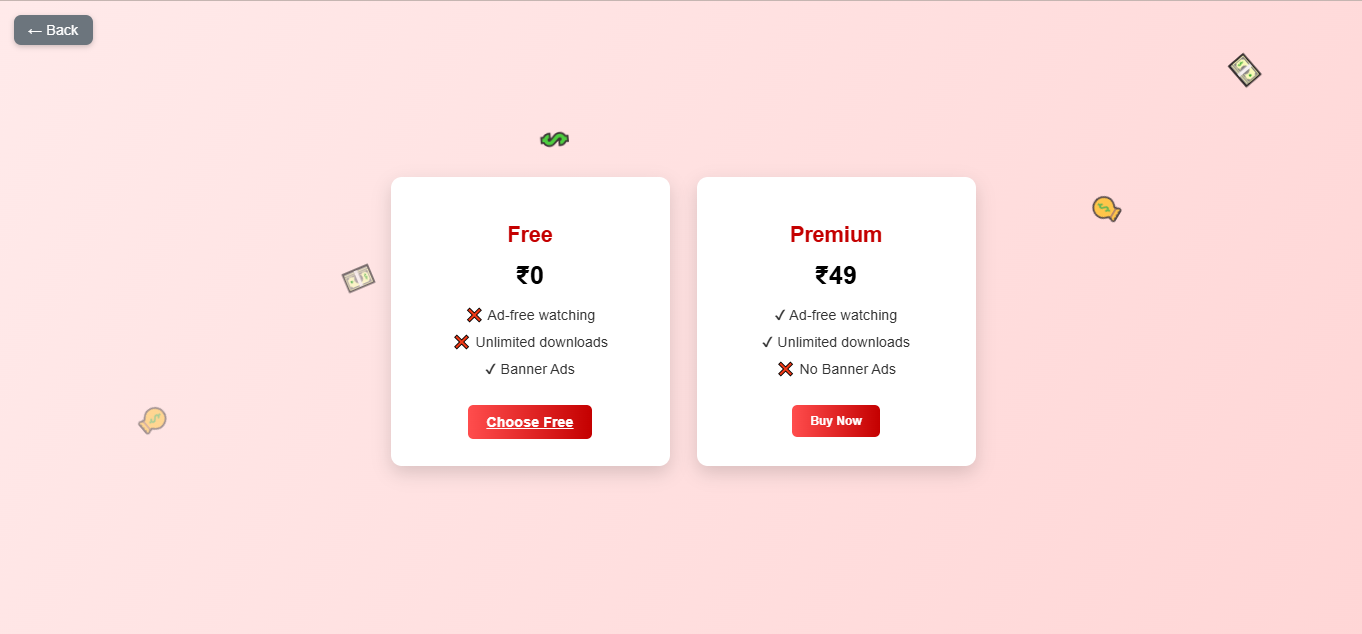 ← Back
Free
₹0
❌ Ad-free watching
❌ Unlimited downloads
✓ Banner Ads
Choose Free
Premium
₹49
✓ Ad-free watching
✓ Unlimited downloads
❌ No Banner Ads
Buy Now